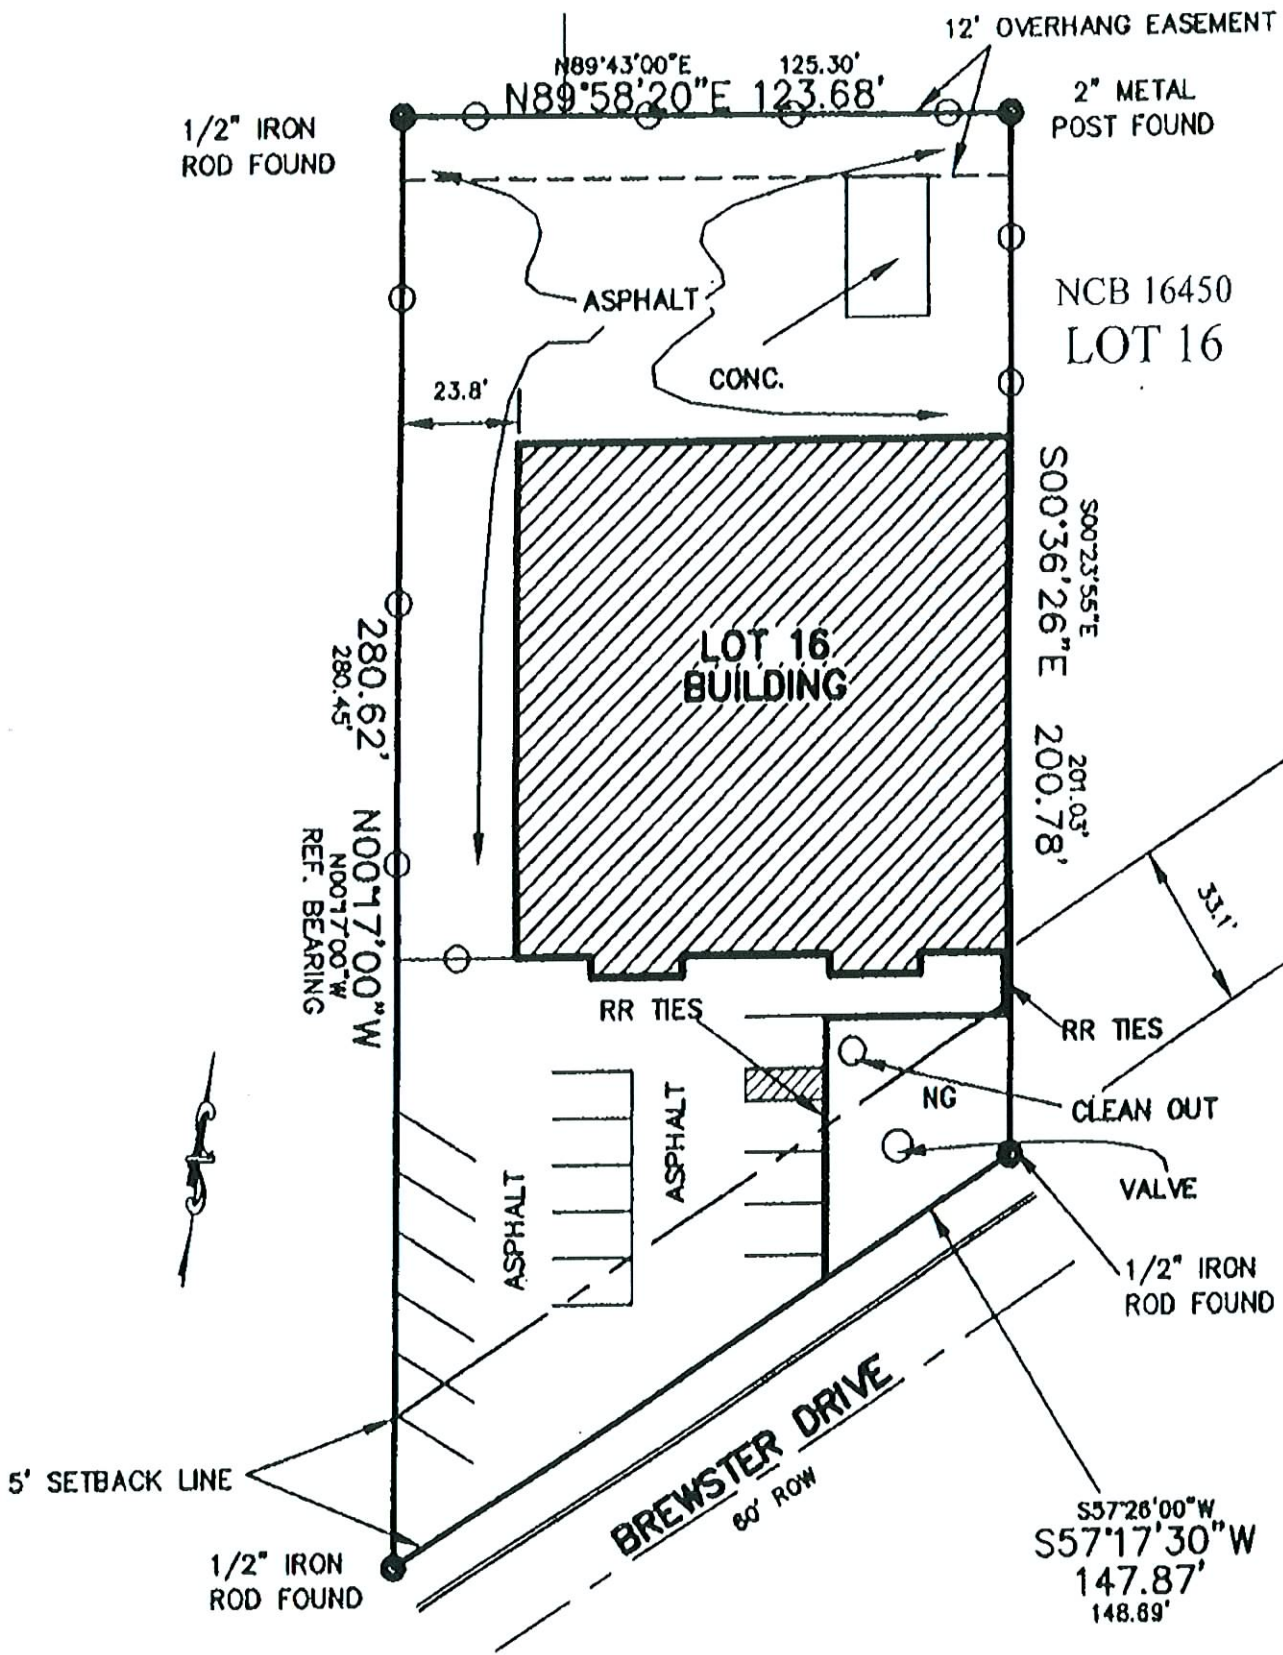 12' OVERHANG EASEMENT
N89°43'00"E 125.30'
N89°58'20"E 123.68'
2" METAL
POST FOUND
1/2" IRON
ROD FOUND
ASPHALT
NCB 16450
LOT 16
CONC.
23.8'
S00°23'55"E 201.03'
S00°36'26"E 200.78'
LOT 16
BUILDING
280.62' N00°17'00"W
280.45' N00°17'00"W
REF. BEARING
33.1'
RR TIES
RR TIES
NG
CLEAN OUT
ASPHALT
ASPHALT
VALVE
1/2" IRON
ROD FOUND
BREWSTER DRIVE
60' ROW
5' SETBACK LINE
1/2" IRON
ROD FOUND
S57°26'00"W
S57°17'30"W
147.87'
148.69'